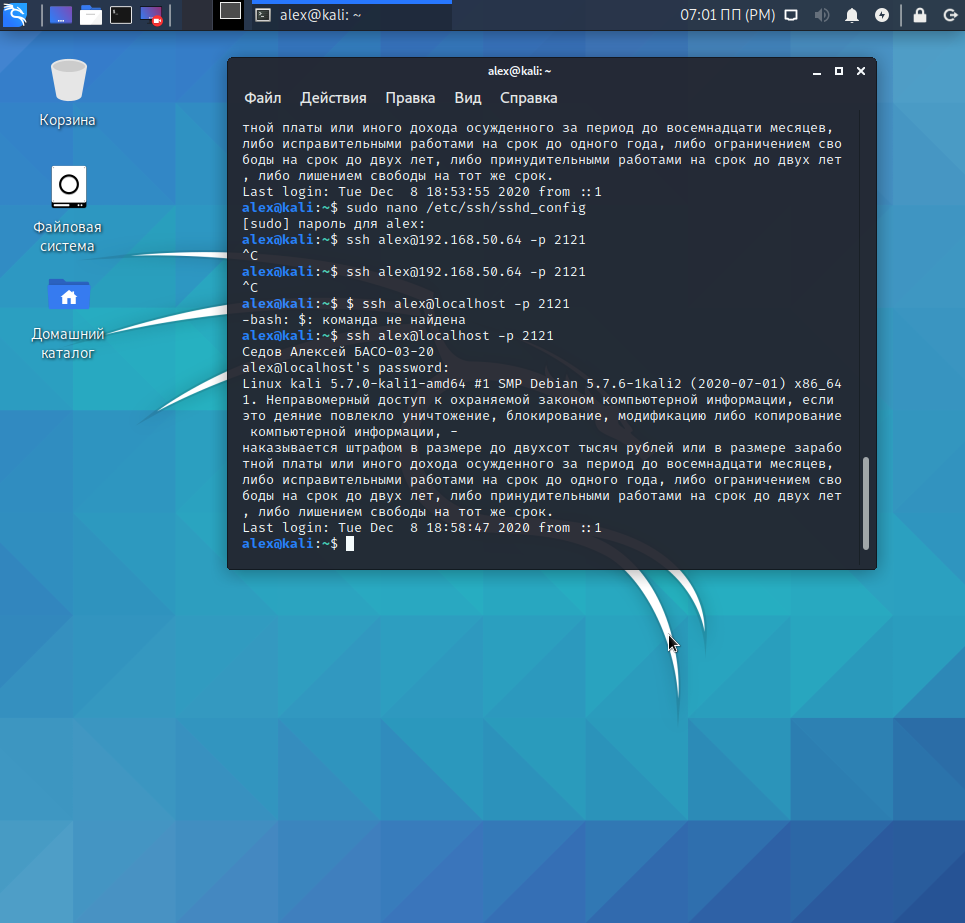 alex@kali: ~
07:01 ПП (PM)
Корзина
Файловая
система
Домашний
каталог
alex@kali: ~
Файл Действия Правка Вид Справка
тной платы или иного дохода осужденного за период до восемнадцати месяцев,
либо исправительными работами на срок до одного года, либо ограничением сво
боды на срок до двух лет, либо принудительными работами на срок до двух лет
, либо лишением свободы на тот же срок.
Last login: Tue Dec  8 18:53:55 2020 from ::1
alex@kali:~$ sudo nano /etc/ssh/sshd_config
[sudo] пароль для alex:
alex@kali:~$ ssh alex@192.168.50.64 -p 2121
^C
alex@kali:~$ ssh alex@192.168.50.64 -p 2121
^C
alex@kali:~$ $ ssh alex@localhost -p 2121
-bash: $: команда не найдена
alex@kali:~$ ssh alex@localhost -p 2121
Седов Алексей БАСО-03-20
alex@localhost's password:
Linux kali 5.7.0-kali1-amd64 #1 SMP Debian 5.7.6-1kali2 (2020-07-01) x86_64
1. Неправомерный доступ к охраняемой законом компьютерной информации, если
это деяние повлекло уничтожение, блокирование, модификацию либо копирование
компьютерной информации, -
наказывается штрафом в размере до двухсот тысяч рублей или в размере зарабо
тной платы или иного дохода осужденного за период до восемнадцати месяцев,
либо исправительными работами на срок до одного года, либо ограничением сво
боды на срок до двух лет, либо принудительными работами на срок до двух лет
, либо лишением свободы на тот же срок.
Last login: Tue Dec  8 18:58:47 2020 from ::1
alex@kali:~$